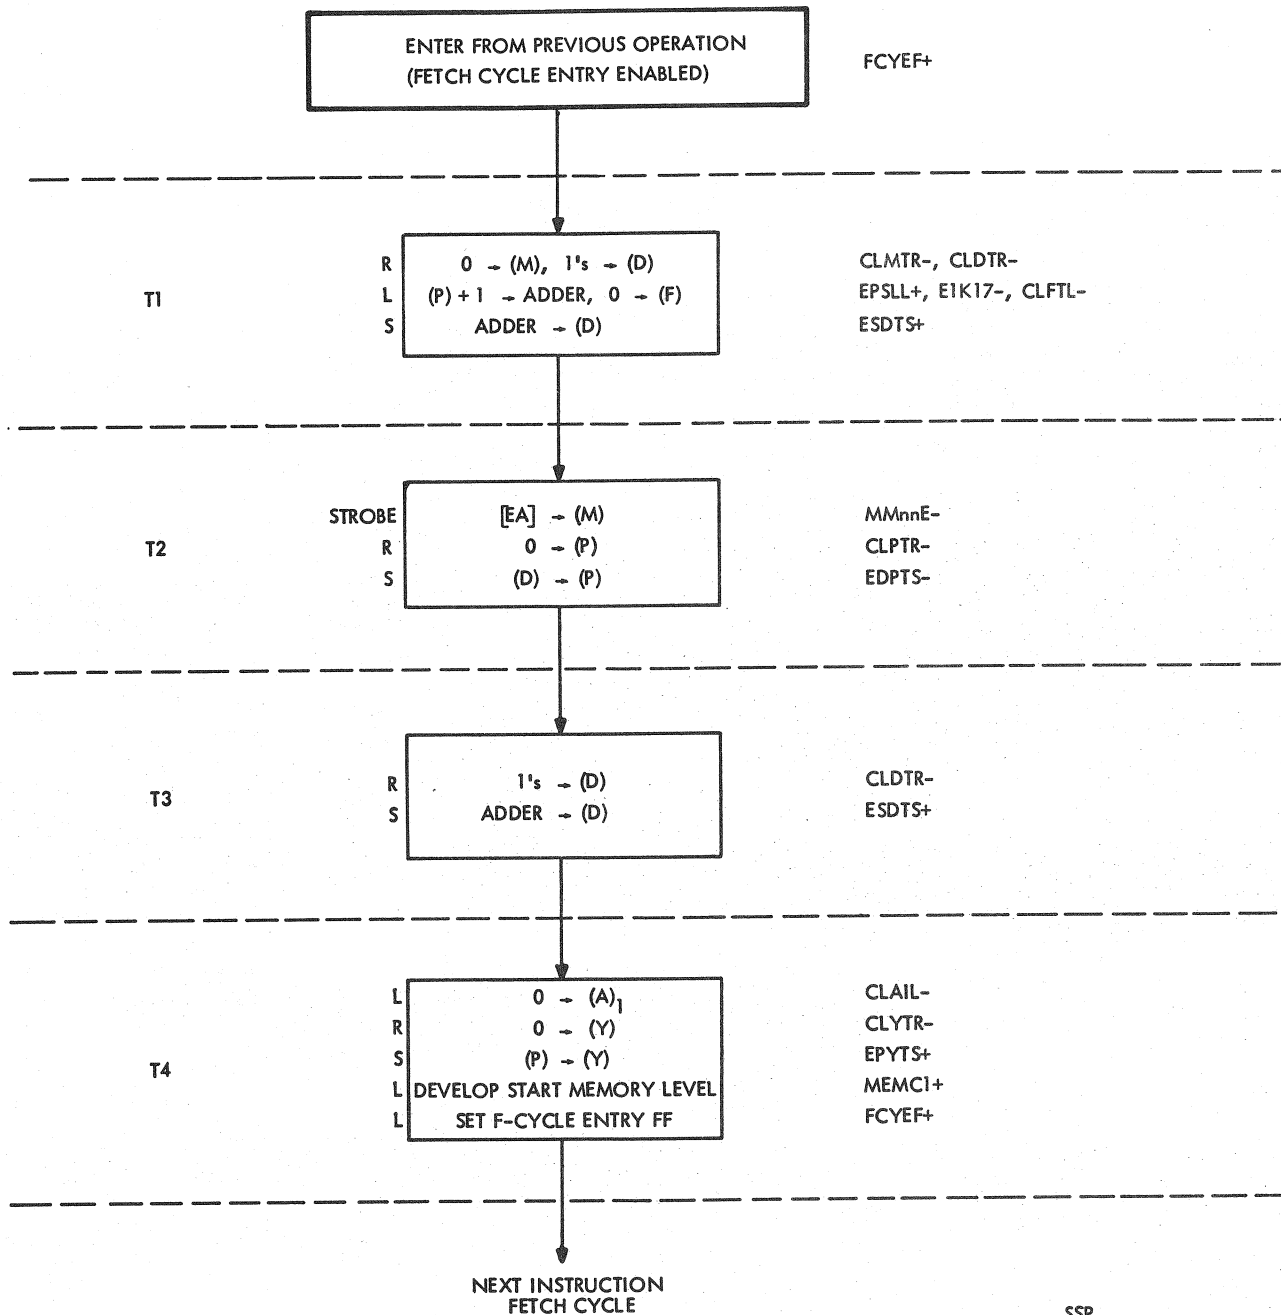 ENTER FROM PREVIOUS OPERATION
(FETCH CYCLE ENTRY ENABLED)
FCYEF+
T1
R 0 → (M), 1's → (D) CLMTR-, CLDTR-
L (P) + 1 → ADDER, 0 → (F) EPSLL+, E1K17-, CLFTL-
S ADDER → (D) ESDTS+
T2
STROBE [EA] → (M) MMnnE-
R 0 → (P) CLPTR-
S (D) → (P) EDPTS-
T3
R 1's → (D) CLDTR-
S ADDER → (D) ESDTS+
T4
L 0 → (A)1 CLAIL-
R 0 → (Y) CLYTR-
S (P) → (Y) EPYTS+
L DEVELOP START MEMORY LEVEL MEMC1+
L SET F-CYCLE ENTRY FF FCYEF+
NEXT INSTRUCTION
FETCH CYCLE